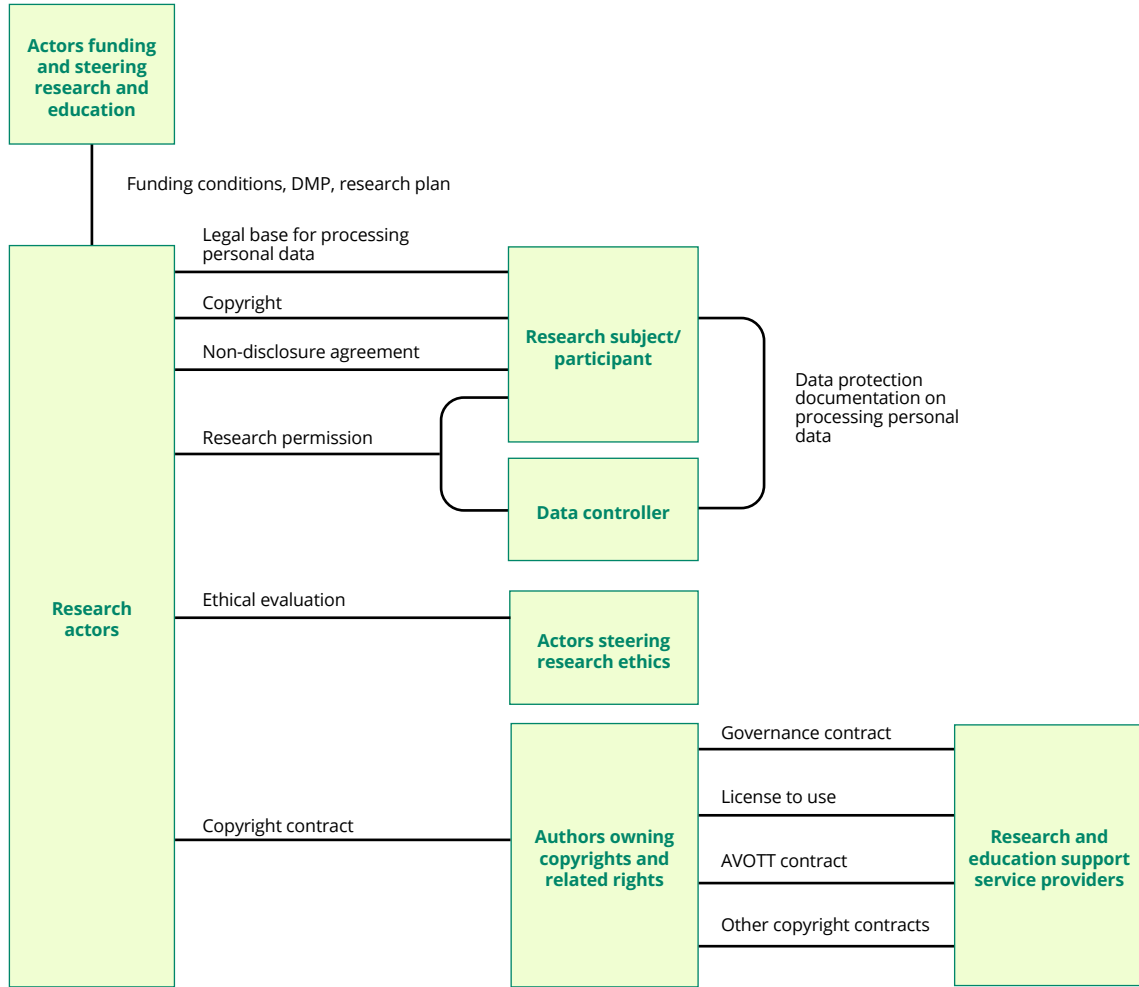 Actors funding
and steering
research and
education
Funding conditions, DMP, research plan
Legal base for processing
personal data
Copyright
Non-disclosure agreement
Research permission
Research subject/
participant
Data protection
documentation on
processing personal
data
Data controller
Research
actors
Ethical evaluation
Actors steering
research ethics
Copyright contract
Authors owning
copyrights and
related rights
Governance contract
License to use
AVOTT contract
Other copyright contracts
Research and
education support
service providers